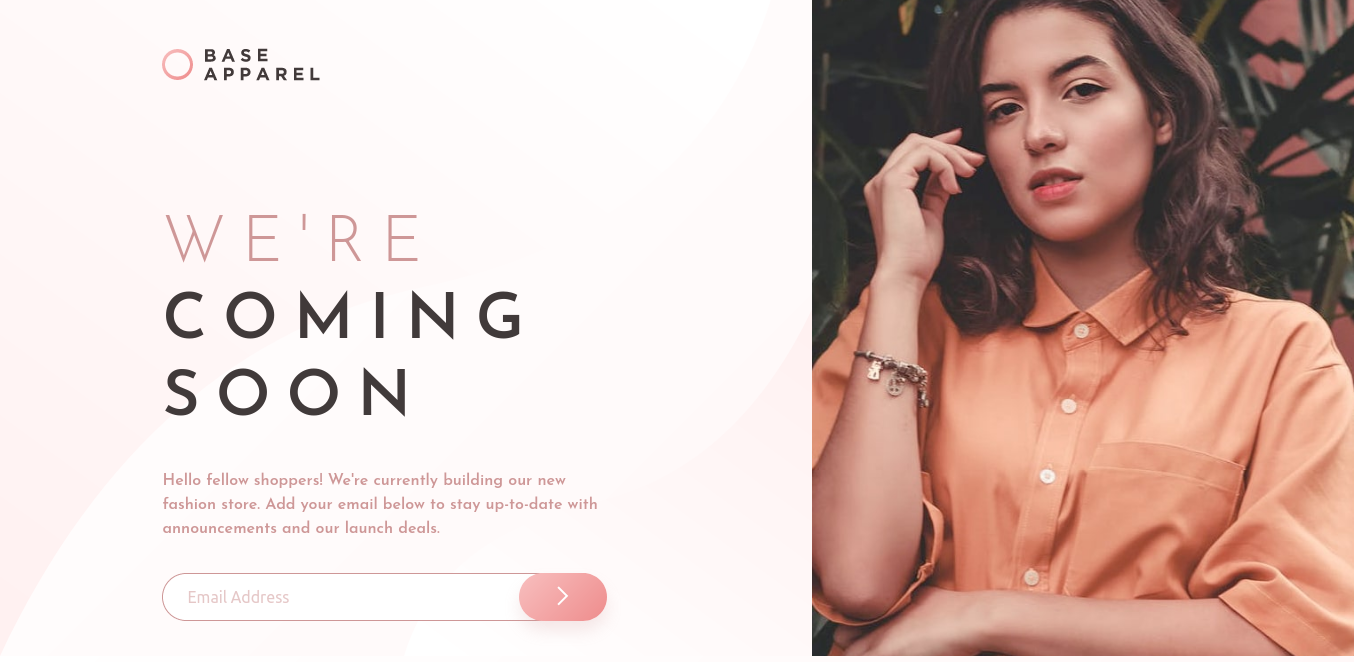 BASE
APPAREL
WE'RE
COMING
SOON
Hello fellow shoppers! We're currently building our new
fashion store. Add your email below to stay up-to-date with
announcements and our launch deals.
Email Address